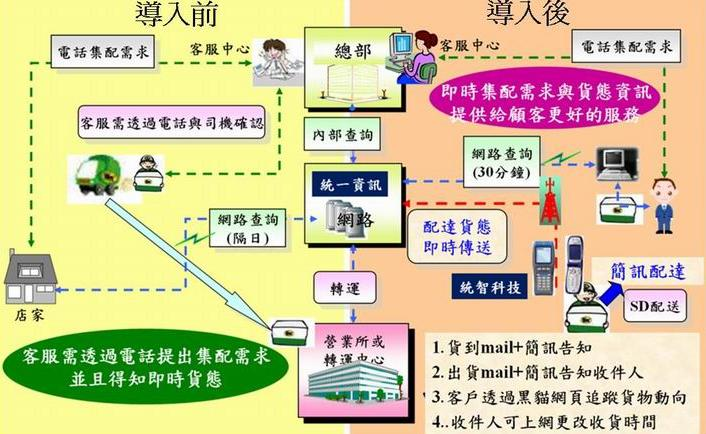 導入前
導入後
電話集配需求
客服中心
總部
客服中心
電話集配需求
即時集配需求與貨態資訊
提供給顧客更好的服務
客服需透過電話與司機確認
內部查詢
網路查詢
(30分鐘)
統一資訊
網路
網路查詢
(隔日)
配達貨態
即時傳送
簡訊配達
店家
轉運
統智科技
SD配送
營業所或
轉運中心
客服需透過電話提出集配需求
並且得知即時貨態
1.貨到mail+簡訊告知
2.出貨mail+簡訊告知收件人
3.客戶透過黑貓網頁追蹤貨物動向
4..收件人可上網更改收貨時間